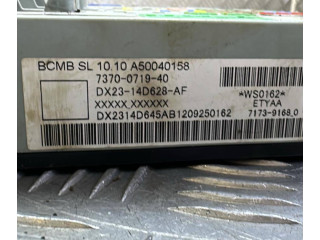 BCMB SL 10.10 A50040158
7370-0719-40
DX23-14D628-AF
XXXXX.XXXXXX
DX2314D645AB1209250162
*WS0162*
ETYAA
7173-9168.0